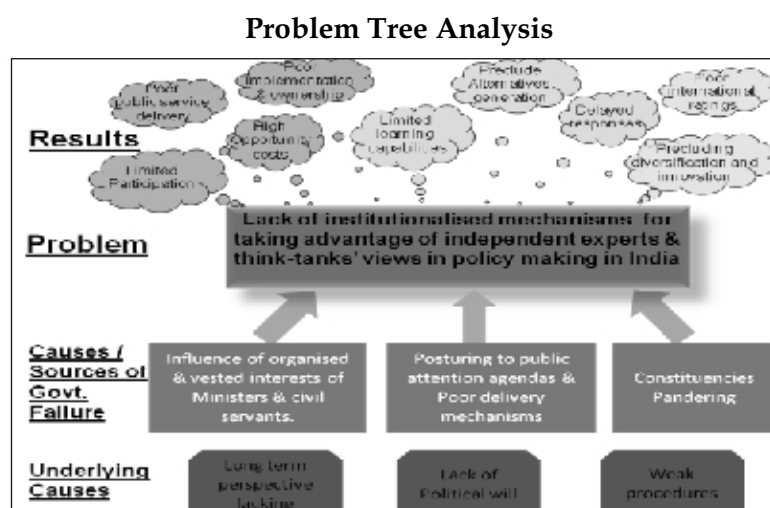 Problem Tree Analysis
Poor
public service
delivery
Poor
Implementation
& ownership
Preclude
Alternatives
generation
Poor
international
ratings
Results
High
Opportunity
costs
Limited
learning
capabilities
Delayed
responses
Limited
Participation
Precluding
diversification and
innovation
Problem
Lack of institutionalised mechanisms for
taking advantage of independent experts &
think-tanks' views in policy making in India
Causes /
Sources of
Govt.
Failure
Influence of organised
& vested interests of
Ministers & civil
servants.
Posturing to public
attention agendas &
Poor delivery
mechanisms
Constituencies
Pandering
Underlying
Causes
Long term
perspective
lacking
Lack of
Political will
Weak
procedures